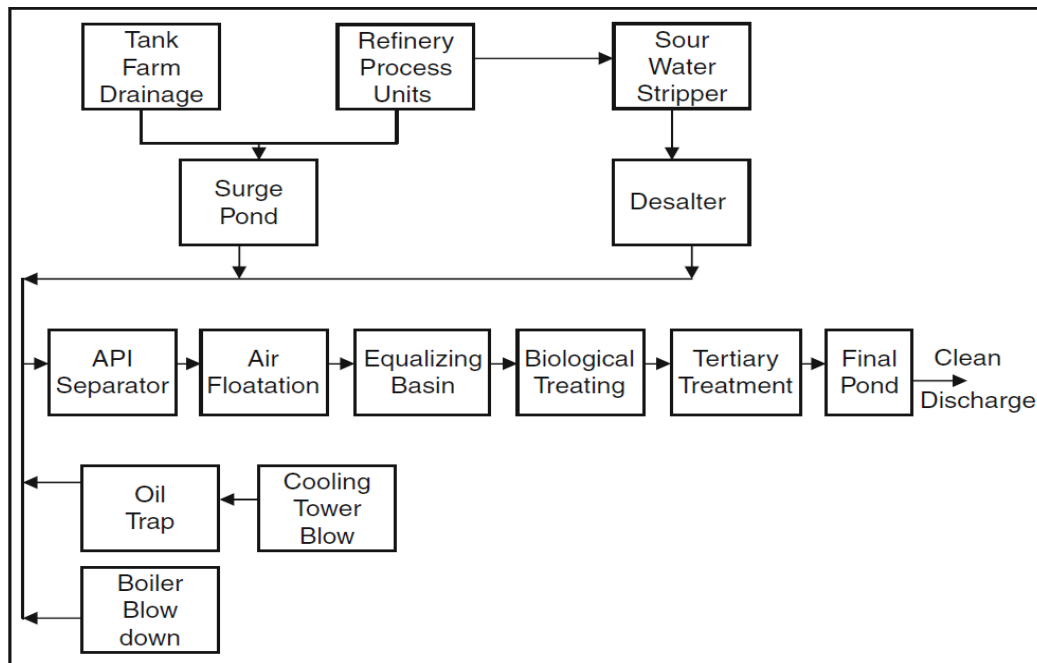 Tank
Farm
Drainage
Refinery
Process
Units
Sour
Water
Stripper
Surge
Pond
Desalter
API
Separator
Air
Floatation
Equalizing
Basin
Biological
Treating
Tertiary
Treatment
Final
Pond
Clean
Discharge
Oil
Trap
Cooling
Tower
Blow
Boiler
Blow
down